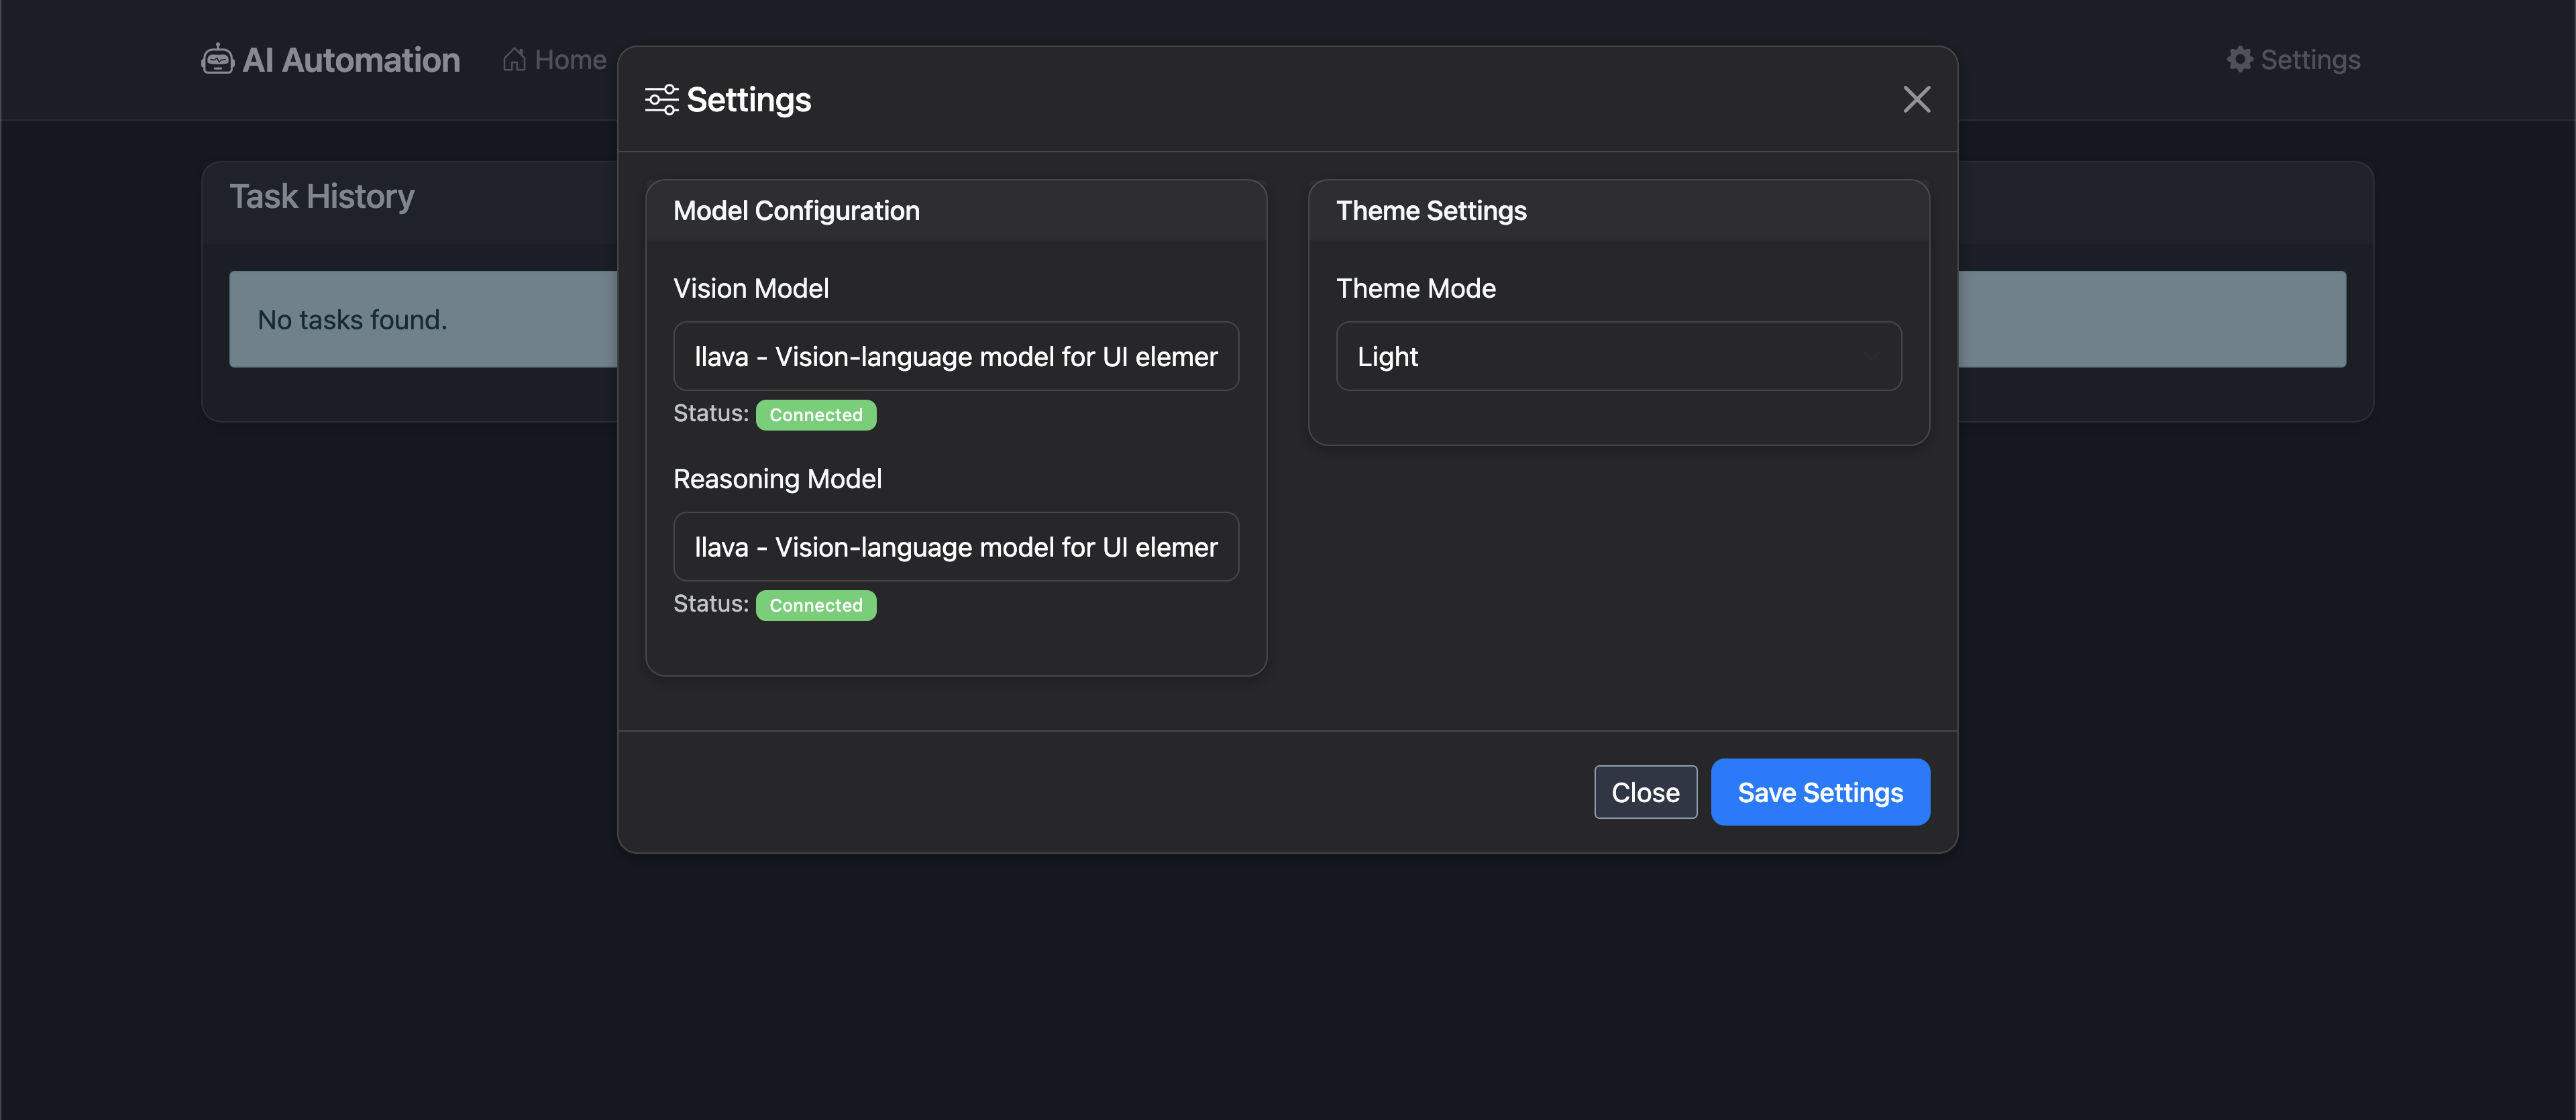 AI Automation
Home
Settings
Task History
No tasks found.
Settings
Model Configuration
Vision Model
llava - Vision-language model for UI elemer
Status: Connected
Reasoning Model
llava - Vision-language model for UI elemer
Status: Connected
Theme Settings
Theme Mode
Light
Close
Save Settings